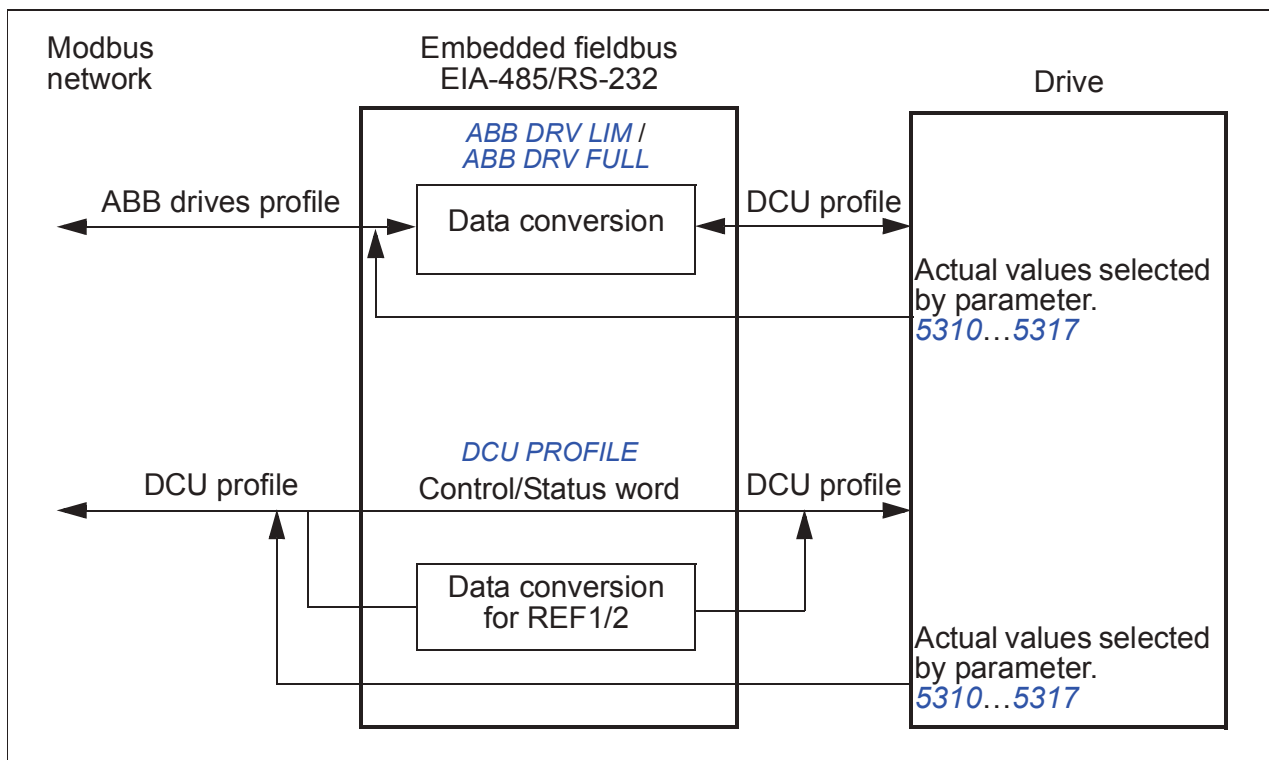 Modbus
network
Embedded fieldbus
EIA-485/RS-232
Drive
ABB DRV LIM /
ABB DRV FULL
ABB drives profile
Data conversion
DCU profile
Actual values selected
by parameter.
5310…5317
DCU PROFILE
DCU profile
Control/Status word
DCU profile
Data conversion
for REF1/2
Actual values selected
by parameter.
5310…5317